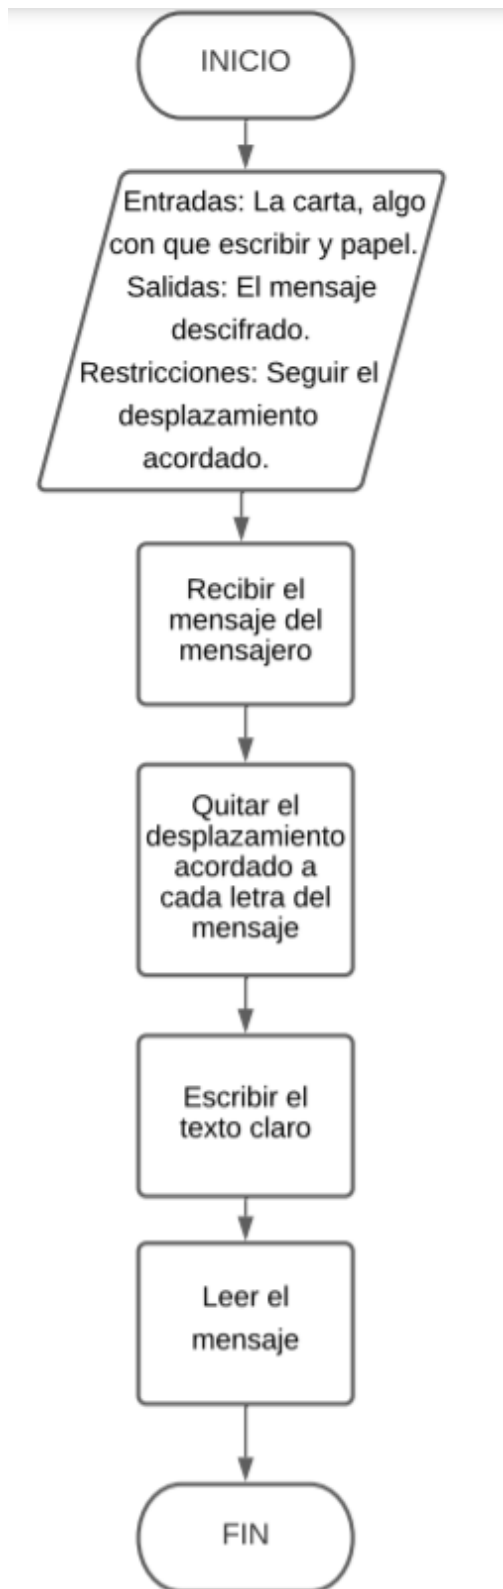 INICIO
Entradas: La carta, algo
con que escribir y papel.
Salidas: El mensaje
descifrado.
Restricciones: Seguir el
desplazamiento
acordado.
Recibir el
mensaje del
mensajero
Quitar el
desplazamiento
acordado a
cada letra del
mensaje
Escribir el
texto claro
Leer el
mensaje
FIN